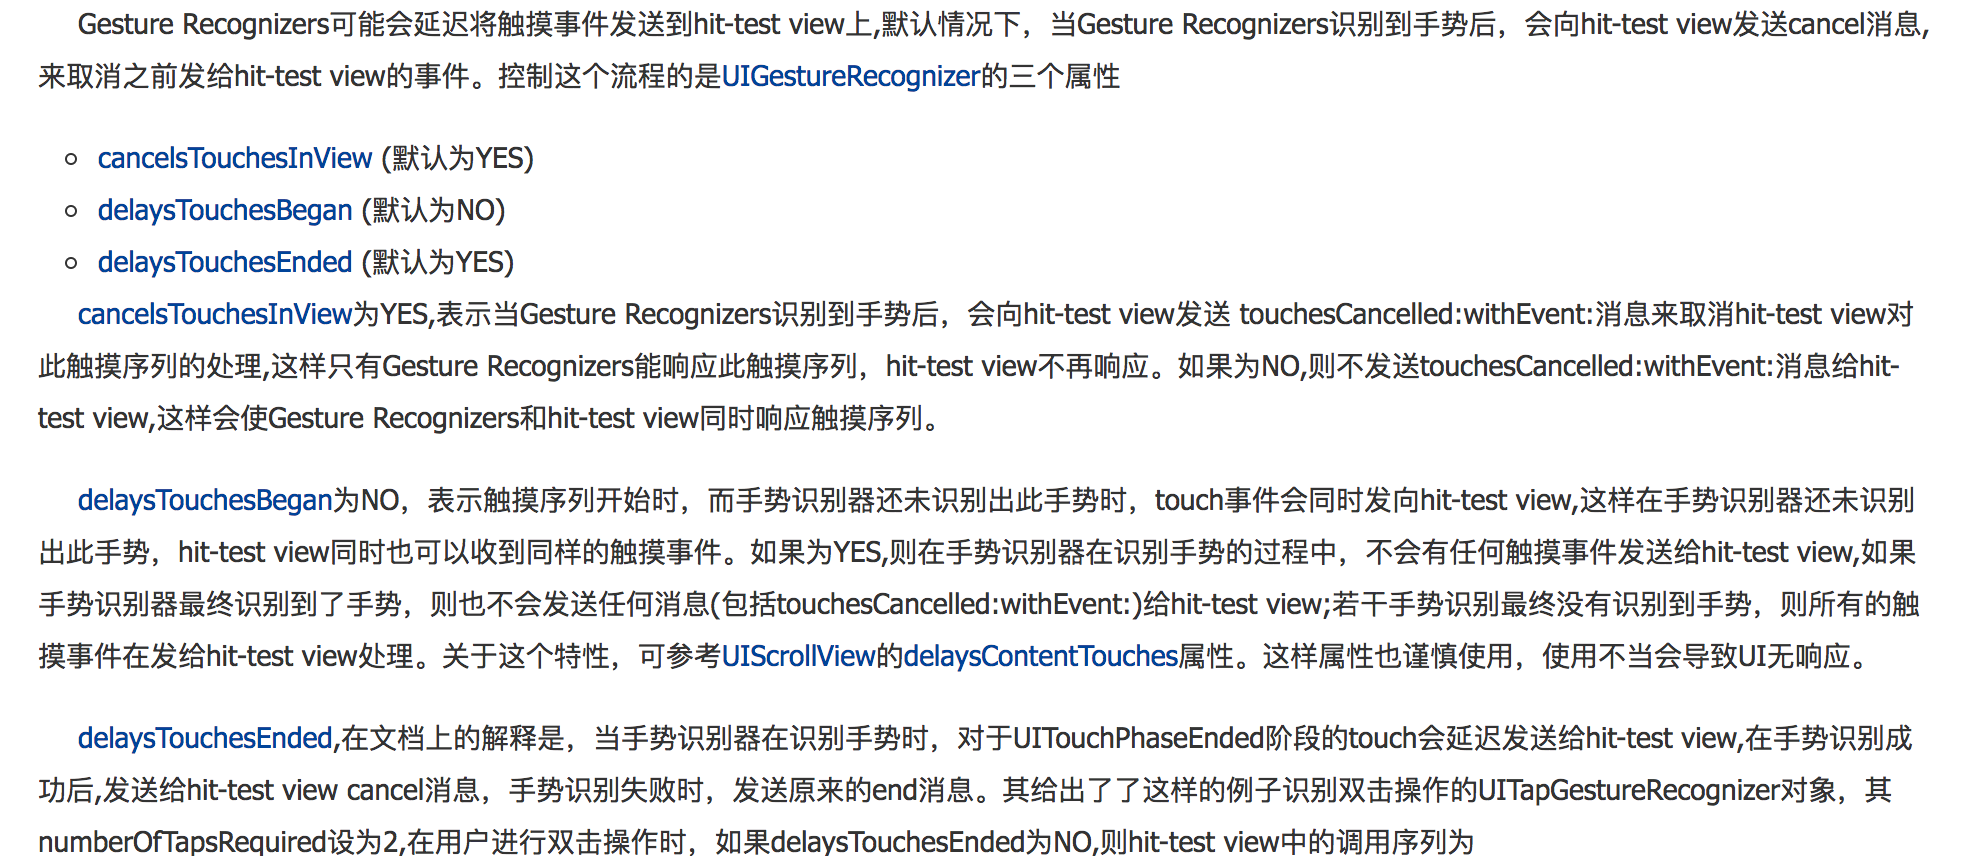 Gesture Recognizers可能会延迟将触摸事件发送到hit-test view上,默认情况下，当Gesture Recognizers识别到手势后，会向hit-test view发送cancel消息,
来取消之前发给hit-test view的事件。控制这个流程的是UIGestureRecognizer的三个属性
cancelsTouchesInView (默认为YES)
delaysTouchesBegan (默认为NO)
delaysTouchesEnded (默认为YES)
cancelsTouchesInView为YES,表示当Gesture Recognizers识别到手势后，会向hit-test view发送 touchesCancelled:withEvent:消息来取消hit-test view对
此触摸序列的处理,这样只有Gesture Recognizers能响应此触摸序列，hit-test view不再响应。如果为NO,则不发送touchesCancelled:withEvent:消息给hit-
test view,这样会使Gesture Recognizers和hit-test view同时响应触摸序列。
delaysTouchesBegan为NO，表示触摸序列开始时，而手势识别器还未识别出此手势时，touch事件会同时发向hit-test view,这样在手势识别器还未识别
出此手势，hit-test view同时也可以收到同样的触摸事件。如果为YES,则在手势识别器在识别手势的过程中，不会有任何触摸事件发送给hit-test view,如果
手势识别器最终识别到了手势，则也不会发送任何消息(包括touchesCancelled:withEvent:)给hit-test view;若干手势识别最终没有识别到手势，则所有的触
摸事件在发给hit-test view处理。关于这个特性，可参考UIScrollView的delaysContentTouches属性。这样属性也谨慎使用，使用不当会导致UI无响应。
delaysTouchesEnded,在文档上的解释是，当手势识别器在识别手势时，对于UITouchPhaseEnded阶段的touch会延迟发送给hit-test view,在手势识别成
功后,发送给hit-test view cancel消息，手势识别失败时，发送原来的end消息。其给出了了这样的例子识别双击操作的UITapGestureRecognizer对象，其
numberOfTapsRequired设为2,在用户进行双击操作时，如果delaysTouchesEnded为NO,则hit-test view中的调用序列为